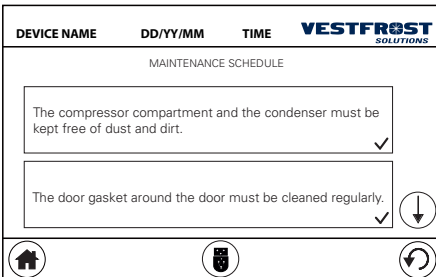 DEVICE NAME DD/YY/MM TIME VESTFROST
SOLUTIONS
MAINTENANCE SCHEDULE
The compressor compartment and the condenser must be
kept free of dust and dirt.
The door gasket around the door must be cleaned regularly.